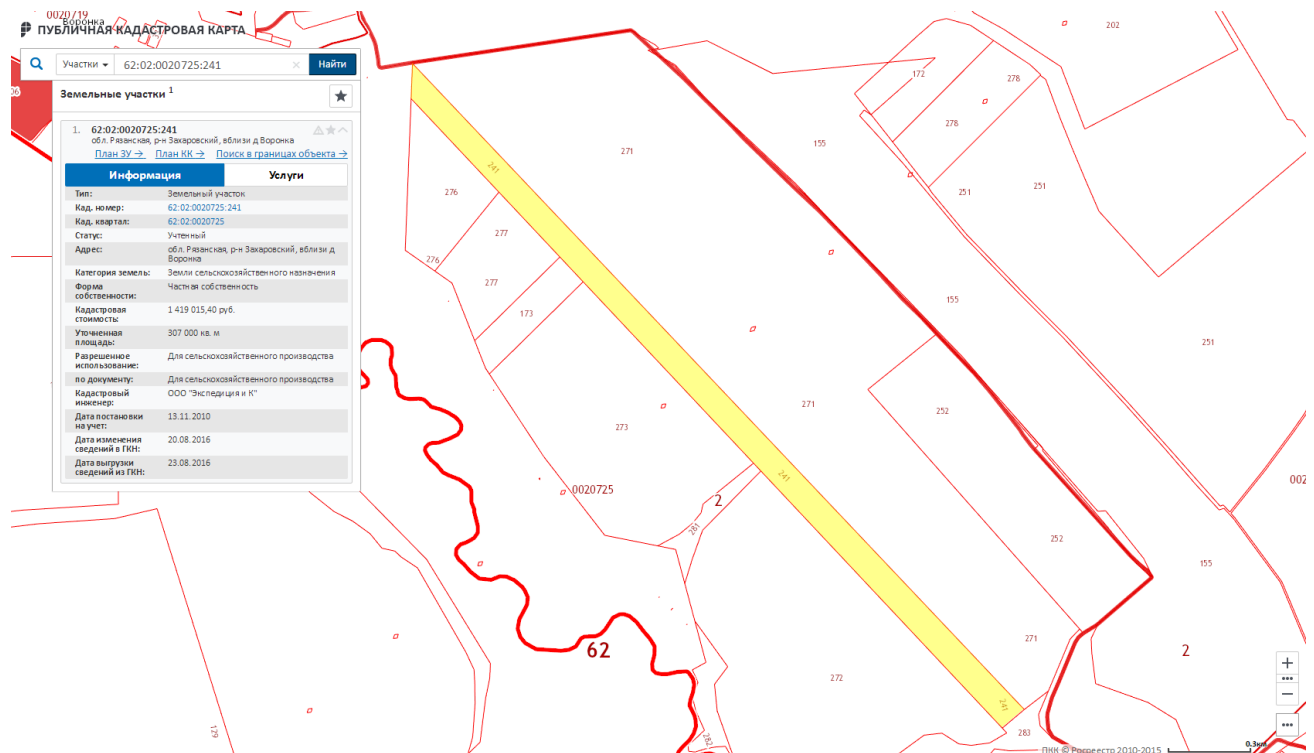 0020719
Воронка
ПУБЛИЧНАЯ КАДАСТРОВАЯ КАРТА
Участки
62:02:0020725:241
×
Найти
Земельные участки 1
1. 62:02:0020725:241
обл. Рязанская, р-н Захаровский, вблизи д Воронка
План ЗУ → План КК → Поиск в границах объекта →
Информация Услуги
Тип: Земельный участок
Кад. номер: 62:02:0020725:241
Кад. квартал: 62:02:0020725
Статус: Учтенный
Адрес: обл. Рязанская, р-н Захаровский, вблизи д
Воронка
Категория земель: Земли сельскохозяйственного назначения
Форма
собственности: Частная собственность
Кадастровая
стоимость: 1 419 015,40 руб.
Уточненная
площадь: 307 000 кв. м
Разрешенное
использование: Для сельскохозяйственного производства
по документу: Для сельскохозяйственного производства
Кадастровый
инженер: ООО "Экспедиция и К"
Дата постановки
на учет: 13.11.2010
Дата изменения
сведений в ГКН: 20.08.2016
Дата выгрузки
сведений из ГКН: 23.08.2016
202
172
278
278
155
271
251
251
241
276
277
276
277
173
155
251
271
252
273
241
0020725
2
281
002
252
155
271
62
2
272
241
129
282
283
0.3км
ПКК © Росреестр 2010-2015